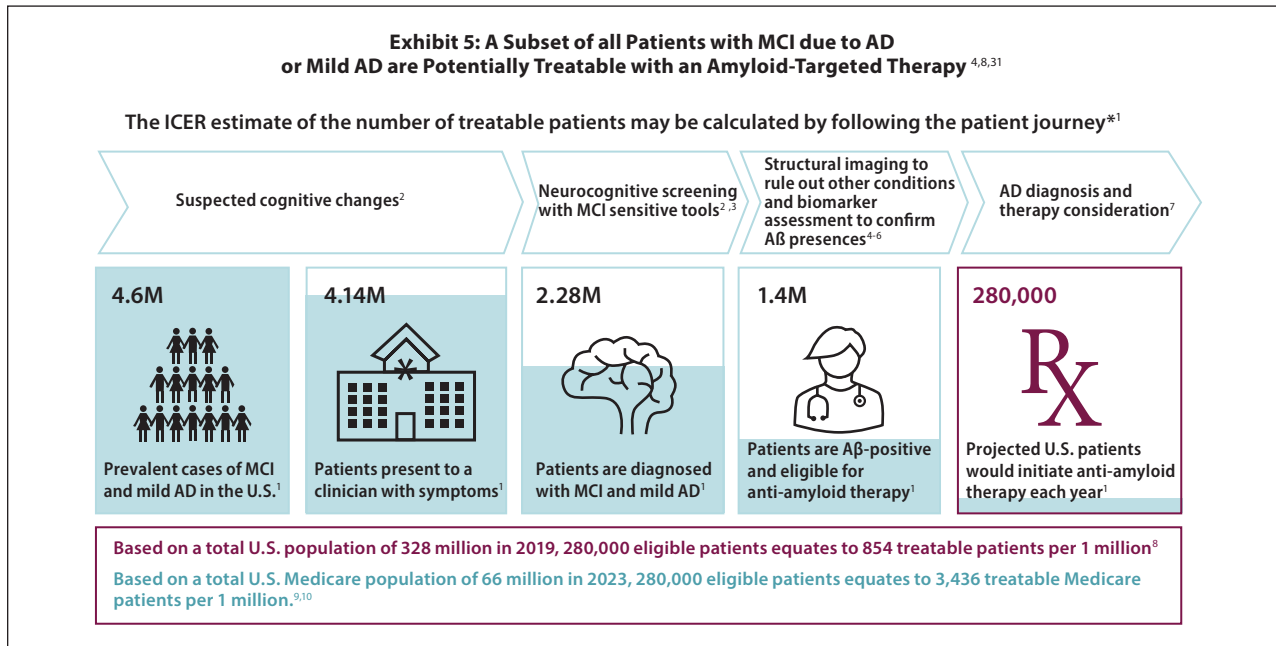 Exhibit 5: A Subset of all Patients with MCI due to AD
or Mild AD are Potentially Treatable with an Amyloid-Targeted Therapy 4,8,31
The ICER estimate of the number of treatable patients may be calculated by following the patient journey*1
Suspected cognitive changes2
Neurocognitive screening
with MCI sensitive tools2,3
Structural imaging to
rule out other conditions
and biomarker
assessment to confirm
Aß presences4-6
AD diagnosis and
therapy consideration7
4.6M
Prevalent cases of MCI
and mild AD in the U.S.1
4.14M
Patients present to a
clinician with symptoms1
2.28M
Patients are diagnosed
with MCI and mild AD1
1.4M
Patients are Aβ-positive
and eligible for
anti-amyloid therapy1
280,000
RX
Projected U.S. patients
would initiate anti-amyloid
therapy each year1
Based on a total U.S. population of 328 million in 2019, 280,000 eligible patients equates to 854 treatable patients per 1 million8
Based on a total U.S. Medicare population of 66 million in 2023, 280,000 eligible patients equates to 3,436 treatable Medicare
patients per 1 million.9,10